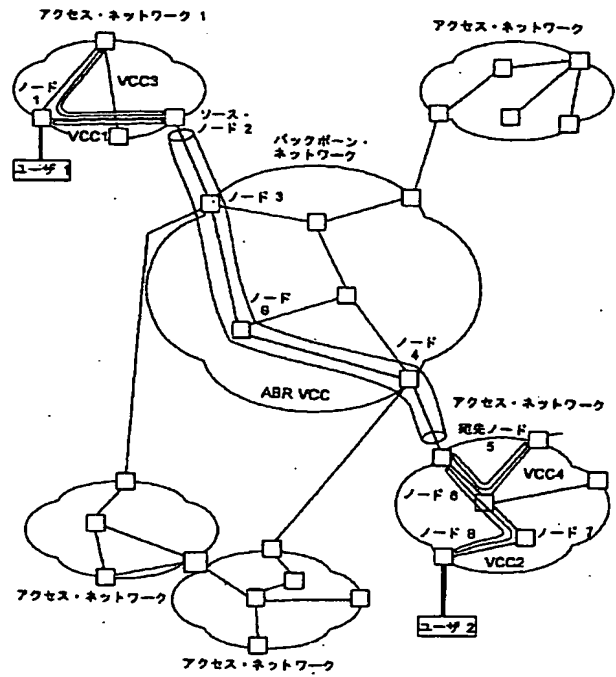 アクセス・ネットワーク 1
アクセス・ネットワーク
ノード
1
VCC3
ソース・
ノード 2
VCC1
ユーザ 1
バックボーン・
ネットワーク
ノード 3
ノード
9
ノード
4
ABR VCC
アクセス・ネットワーク
宛先ノード
5
VCC4
ノード 6
ノード 8
ノード 7
VCC2
アクセス・ネットワーク
ユーザ 2
アクセス・ネットワーク